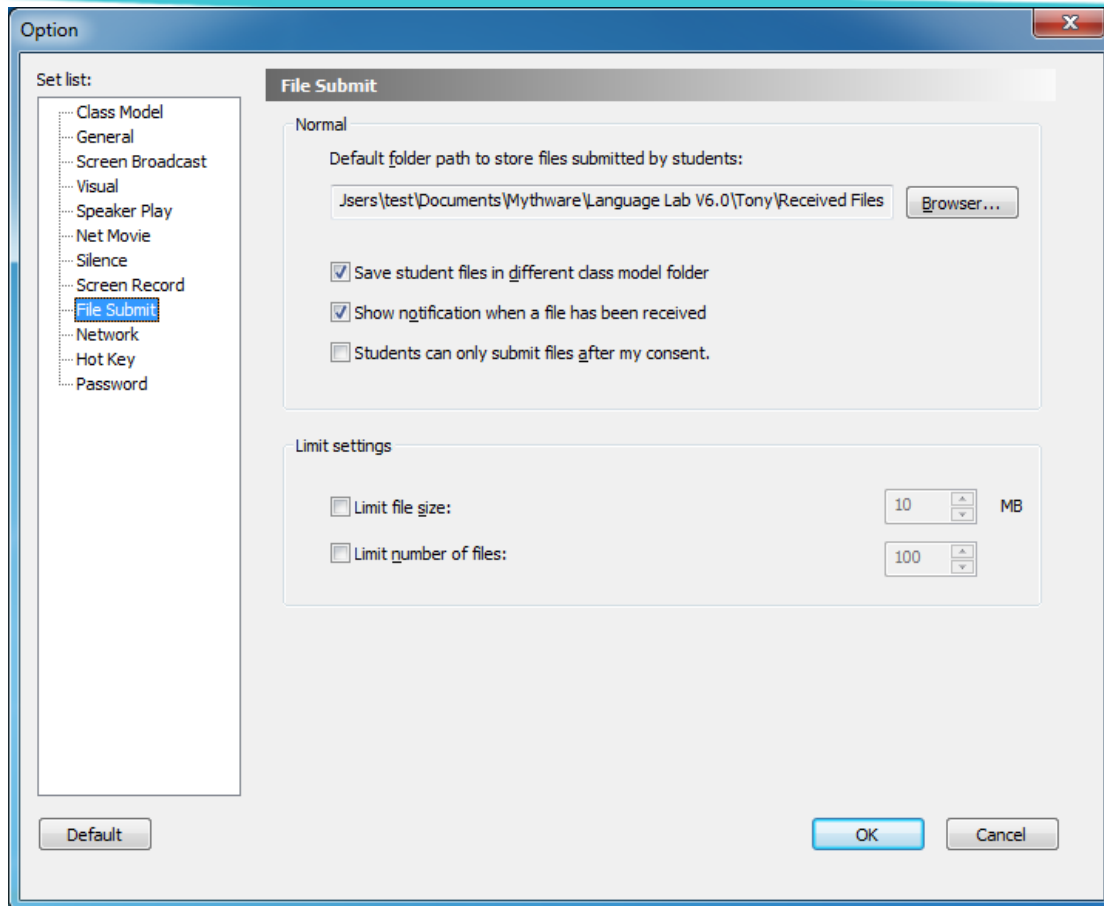 Option
Set list:
Class Model
General
Screen Broadcast
Visual
Speaker Play
Net Movie
Silence
Screen Record
File Submit
Network
Hot Key
Password
File Submit
Normal
Default folder path to store files submitted by students:
Jsers\test\Documents\Mythware\Language Lab V6.0\Tony\Received Files
Browser...
Save student files in different class model folder
Show notification when a file has been received
Students can only submit files after my consent.
Limit settings
Limit file size: 10 MB
Limit number of files: 100
Default
OK
Cancel